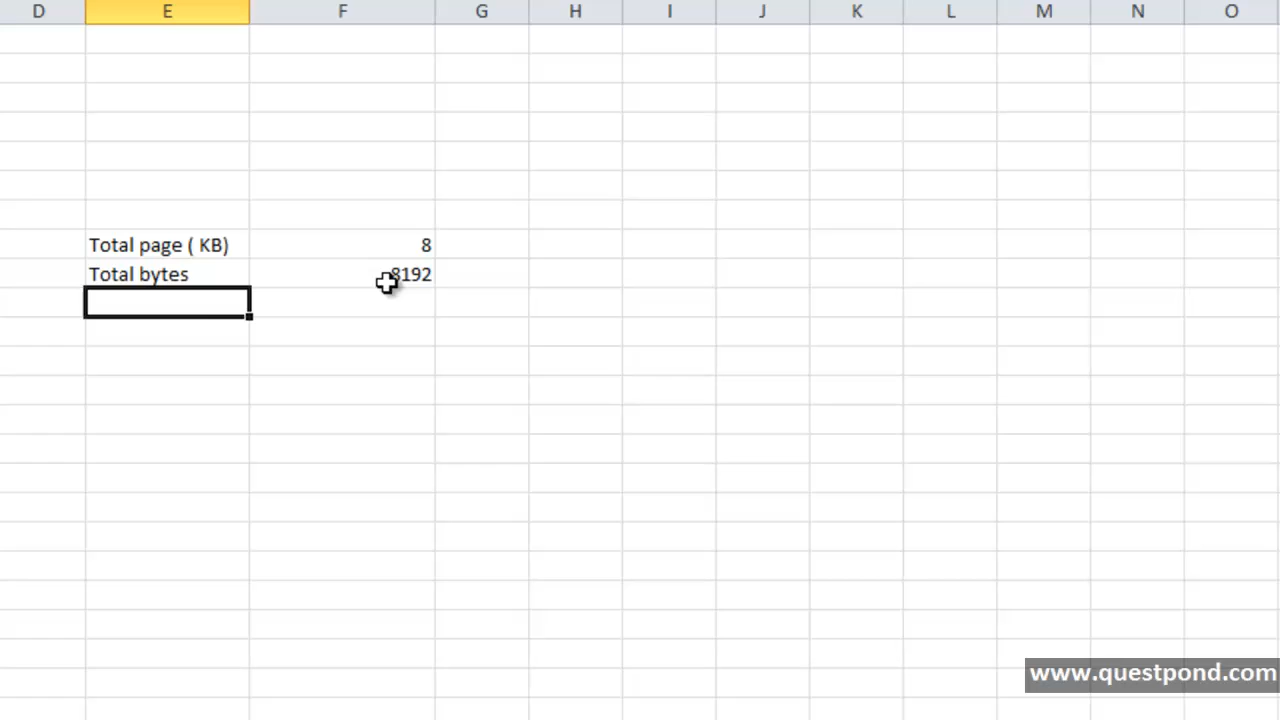 D E F G H I J K L M N O
Total page ( KB) 8
Total bytes 8192
www.questpond.com